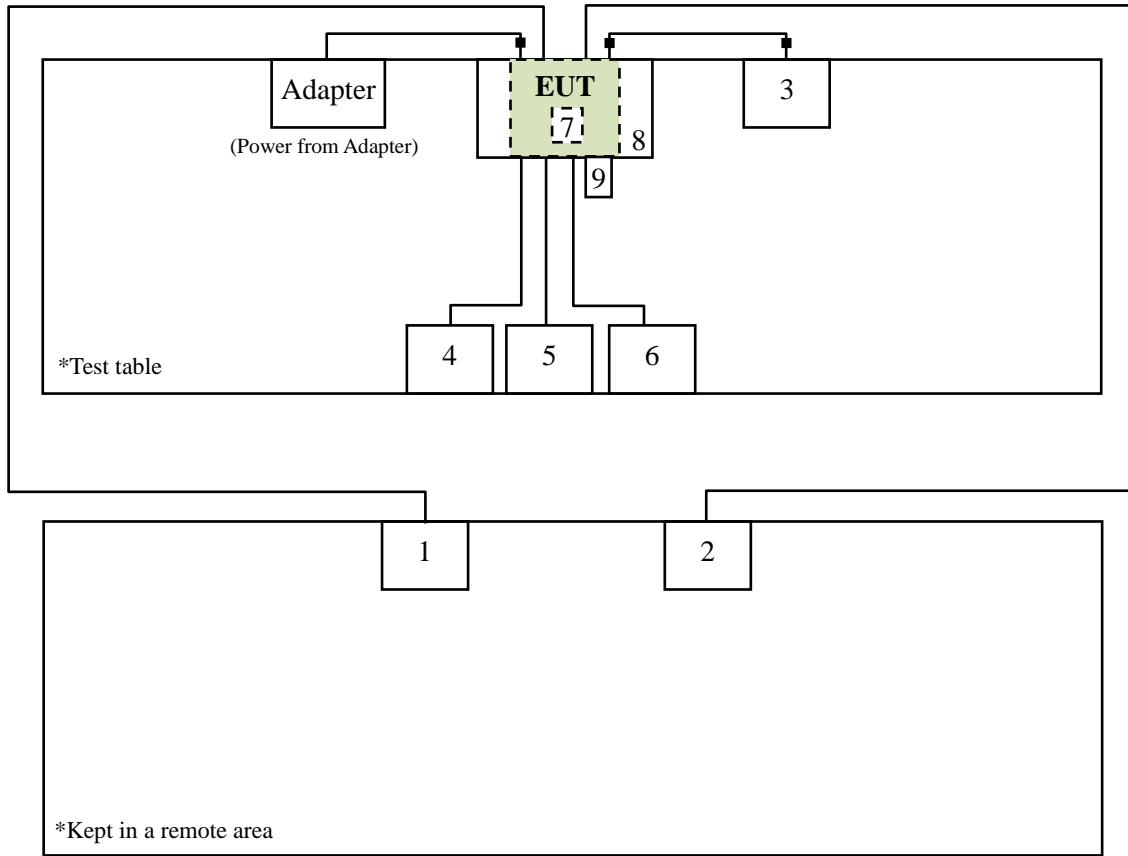 Adapter
EUT
3
7
(Power from Adapter)
8
9
4
5
6
*Test table
1
2
*Kept in a remote area